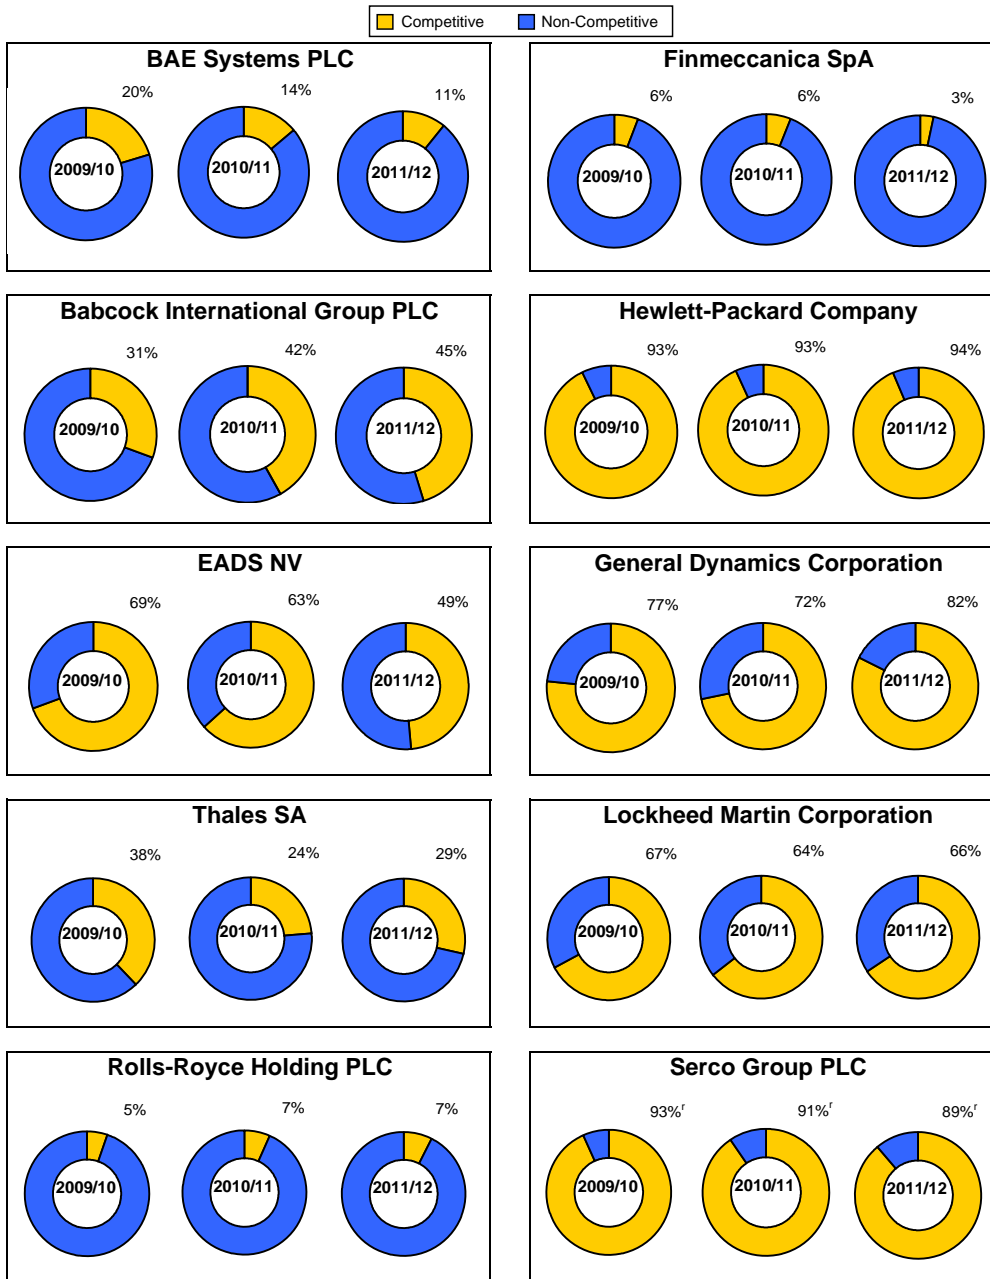 Competitive Non-Competitive
BAE Systems PLC
20% 14% 11%
2009/10 2010/11 2011/12
Finmeccanica SpA
6% 6% 3%
2009/10 2010/11 2011/12
Babcock International Group PLC
31% 42% 45%
2009/10 2010/11 2011/12
Hewlett-Packard Company
93% 93% 94%
2009/10 2010/11 2011/12
EADS NV
69% 63% 49%
2009/10 2010/11 2011/12
General Dynamics Corporation
77% 72% 82%
2009/10 2010/11 2011/12
Thales SA
38% 24% 29%
2009/10 2010/11 2011/12
Lockheed Martin Corporation
67% 64% 66%
2009/10 2010/11 2011/12
Rolls-Royce Holding PLC
5% 7% 7%
2009/10 2010/11 2011/12
Serco Group PLC
93%ʳ 91%ʳ 89%ʳ
2009/10 2010/11 2011/12